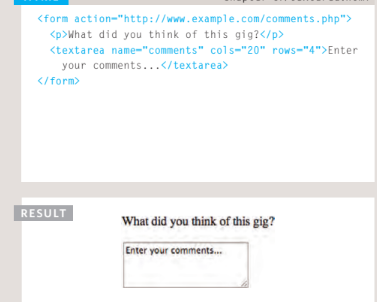 <form action="http://www.example.com/comments.php">
<p>What did you think of this gig?</p>
<textarea name="comments" cols="20" rows="4">Enter
your comments...</textarea>
</form>
RESULT
What did you think of this gig?
Enter your comments...